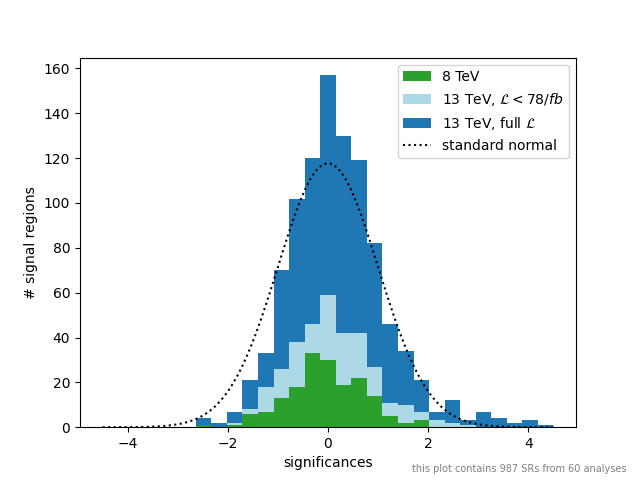 8 TeV
13 TeV, ℒ < 78/fb
13 TeV, full ℒ
standard normal
160
140
120
100
80
60
40
20
0
# signal regions
−4
−2
0
2
4
significances
this plot contains 987 SRs from 60 analyses